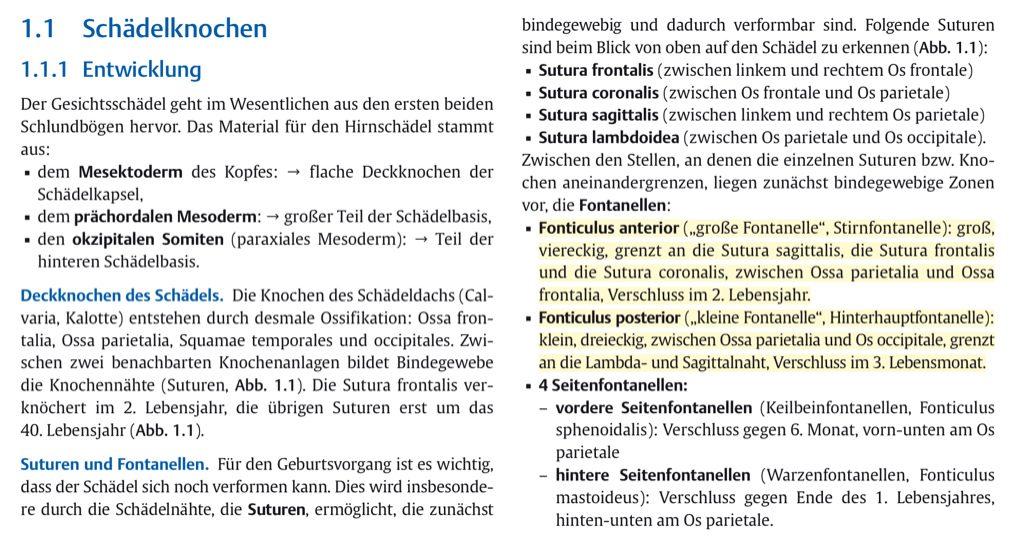 1.1 Schädelknochen
1.1.1 Entwicklung
Der Gesichtsschädel geht im Wesentlichen aus den ersten beiden
Schlundbögen hervor. Das Material für den Hirnschädel stammt
aus:
▪ dem Mesektoderm des Kopfes: → flache Deckknochen der
Schädelkapsel,
▪ dem prächordalen Mesoderm: → großer Teil der Schädelbasis,
▪ den okzipitalen Somiten (paraxiales Mesoderm): → Teil der
hinteren Schädelbasis.
Deckknochen des Schädels. Die Knochen des Schädeldachs (Cal-
varia, Kalotte) entstehen durch desmale Ossifikation: Ossa fron-
talia, Ossa parietalia, Squamae temporales und occipitales. Zwi-
schen zwei benachbarten Knochenanlagen bildet Bindegewebe
die Knochennähte (Suturen, Abb. 1.1). Die Sutura frontalis ver-
knöchert im 2. Lebensjahr, die übrigen Suturen erst um das
40. Lebensjahr (Abb. 1.1).
Suturen und Fontanellen. Für den Geburtsvorgang ist es wichtig,
dass der Schädel sich noch verformen kann. Dies wird insbesonde-
re durch die Schädelnähte, die Suturen, ermöglicht, die zunächst
bindegewebig und dadurch verformbar sind. Folgende Suturen
sind beim Blick von oben auf den Schädel zu erkennen (Abb. 1.1):
▪ Sutura frontalis (zwischen linkem und rechtem Os frontale)
▪ Sutura coronalis (zwischen Os frontale und Os parietale)
▪ Sutura sagittalis (zwischen linkem und rechtem Os parietale)
▪ Sutura lambdoidea (zwischen Os parietale und Os occipitale).
Zwischen den Stellen, an denen die einzelnen Suturen bzw. Kno-
chen aneinandergrenzen, liegen zunächst bindegewebige Zonen
vor, die Fontanellen:
▪ Fonticulus anterior („große Fontanelle“, Stirnfontanelle): groß,
viereckig, grenzt an die Sutura sagittalis, die Sutura frontalis
und die Sutura coronalis, zwischen Ossa parietalia und Ossa
frontalia, Verschluss im 2. Lebensjahr.
▪ Fonticulus posterior („kleine Fontanelle“, Hinterhauptfontanelle):
klein, dreieckig, zwischen Ossa parietalia und Os occipitale, grenzt
an die Lambda- und Sagittalnaht, Verschluss im 3. Lebensmonat.
▪ 4 Seitenfontanellen:
– vordere Seitenfontanellen (Keilbeinfontanellen, Fonticulus
sphenoidalis): Verschluss gegen 6. Monat, vorn-unten am Os
parietale
– hintere Seitenfontanellen (Warzenfontanellen, Fonticulus
mastoideus): Verschluss gegen Ende des 1. Lebensjahres,
hinten-unten am Os parietale.